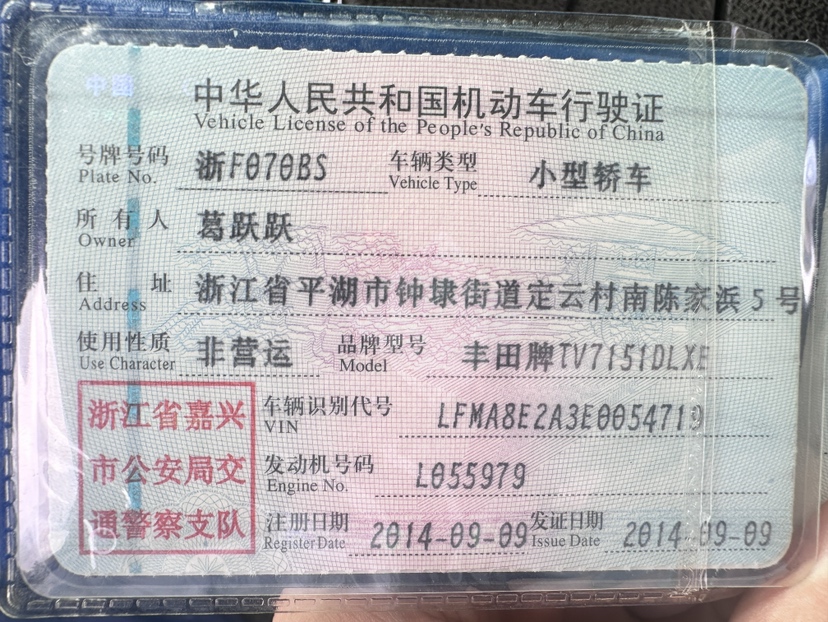 中华人民共和国机动车行驶证
Vehicle License of the People's Republic of China
号牌号码 浙F070BS 车辆类型 小型轿车
Plate No. Vehicle Type
所有人 葛跃跃
Owner
住址 浙江省平湖市钟埭街道定云村南陈家浜5号
Address
使用性质 非营运 品牌型号 丰田牌TV7151DLXE
Use Character Model
浙江省嘉兴
市公安局交
通警察支队
车辆识别代号 LFMA8E2A3E0054719
VIN
发动机号码 L055979
Engine No.
注册日期 2014-09-09 发证日期 2014-09-09
Register Date Issue Date